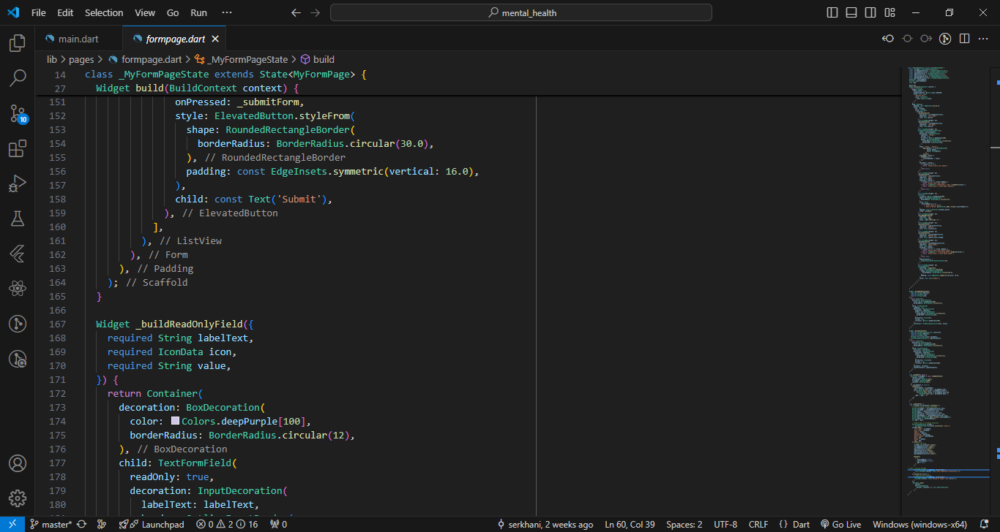 File Edit Selection View Go Run ··· mental_health
main.dart formpage.dart
lib > pages > formpage.dart > _MyFormPageState > build
14 class _MyFormPageState extends State<MyFormPage> {
27 Widget build(BuildContext context) {
151 onPressed: _submitForm,
152 style: ElevatedButton.styleFrom(
153 shape: RoundedRectangleBorder(
154 borderRadius: BorderRadius.circular(30.0),
155 ), // RoundedRectangleBorder
156 padding: const EdgeInsets.symmetric(vertical: 16.0),
157 ),
158 child: const Text('Submit'),
159 ), // ElevatedButton
160 ],
161 ), // ListView
162 ), // Form
163 ), // Padding
164 ); // Scaffold
165 }
166
167 Widget _buildReadOnlyField({
168 required String labelText,
169 required IconData icon,
170 required String value,
171 }) {
172 return Container(
173 decoration: BoxDecoration(
174 color: Colors.deepPurple[100],
175 borderRadius: BorderRadius.circular(12),
176 ), // BoxDecoration
177 child: TextFormField(
178 readOnly: true,
179 decoration: InputDecoration(
180 labelText: labelText,
10
master* Launchpad 0 2 16 0 serkhani, 2 weeks ago Ln 60, Col 39 Spaces: 2 UTF-8 CRLF {} Dart Go Live Windows (windows-x64)